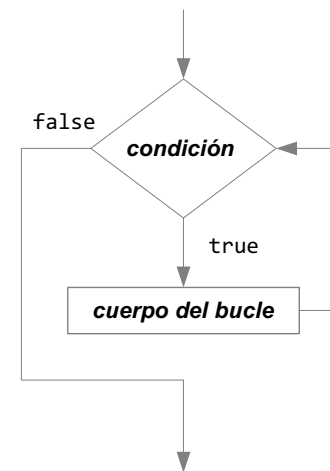 false
condición
true
cuerpo del bucle